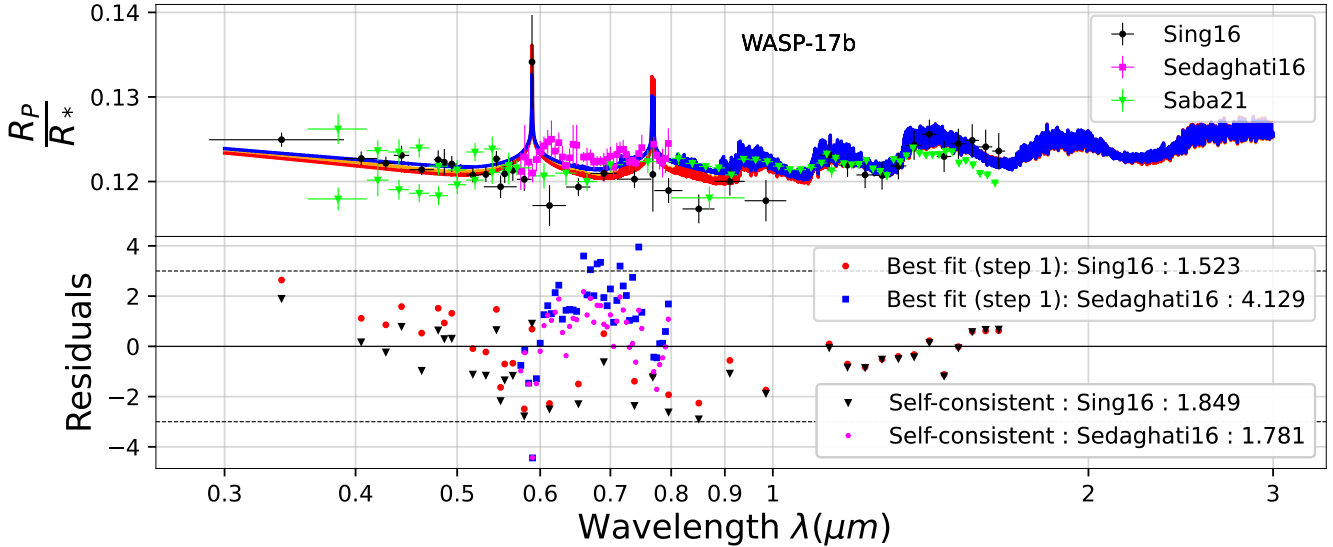 0.14
0.13
0.12
R_P
R_*
WASP-17b
Sing16
Sedaghati16
Saba21
4
2
0
−2
−4
Residuals
Best fit (step 1): Sing16 : 1.523
Best fit (step 1): Sedaghati16 : 4.129
Self-consistent : Sing16 : 1.849
Self-consistent : Sedaghati16 : 1.781
0.3 0.4 0.5 0.6 0.7 0.8 0.9 1 2 3
Wavelength λ(μm)